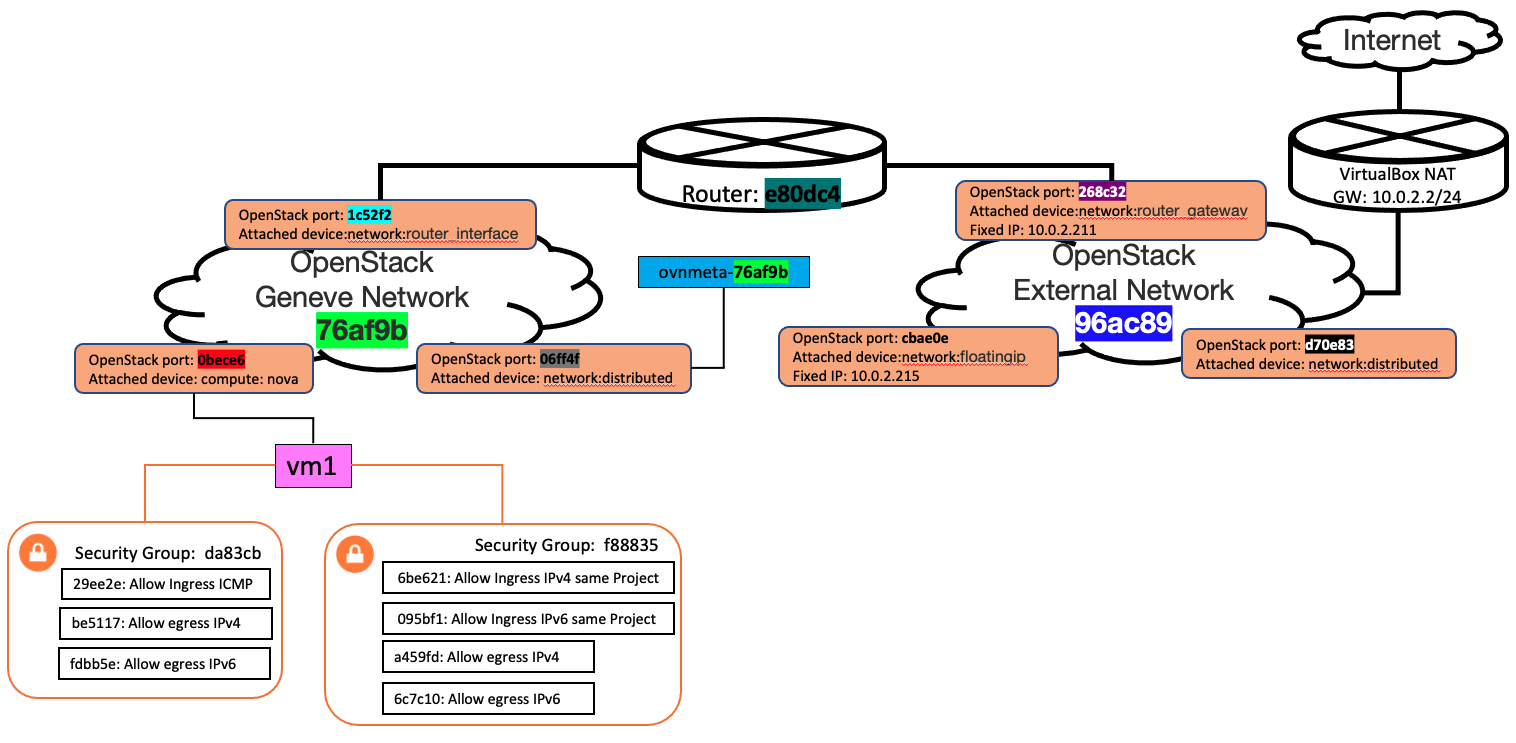 Internet
VirtualBox NAT
GW: 10.0.2.2/24
Router: e80dc4
OpenStack port: 1c52f2
Attached device:network:router_interface
OpenStack
Geneve Network
76af9b
OpenStack port: 0bece6
Attached device: compute: nova
OpenStack port: 06ff4f
Attached device: network:distributed
ovnmeta-76af9b
OpenStack port: 268c32
Attached device:network:router_gateway
Fixed IP: 10.0.2.211
OpenStack
External Network
96ac89
OpenStack port: cbae0e
Attached device:network:floatingip
Fixed IP: 10.0.2.215
OpenStack port: d70e83
Attached device: network:distributed
vm1
Security Group: da83cb
29ee2e: Allow Ingress ICMP
be5117: Allow egress IPv4
fdbb5e: Allow egress IPv6
Security Group: f88835
6be621: Allow Ingress IPv4 same Project
095bf1: Allow Ingress IPv6 same Project
a459fd: Allow egress IPv4
6c7c10: Allow egress IPv6